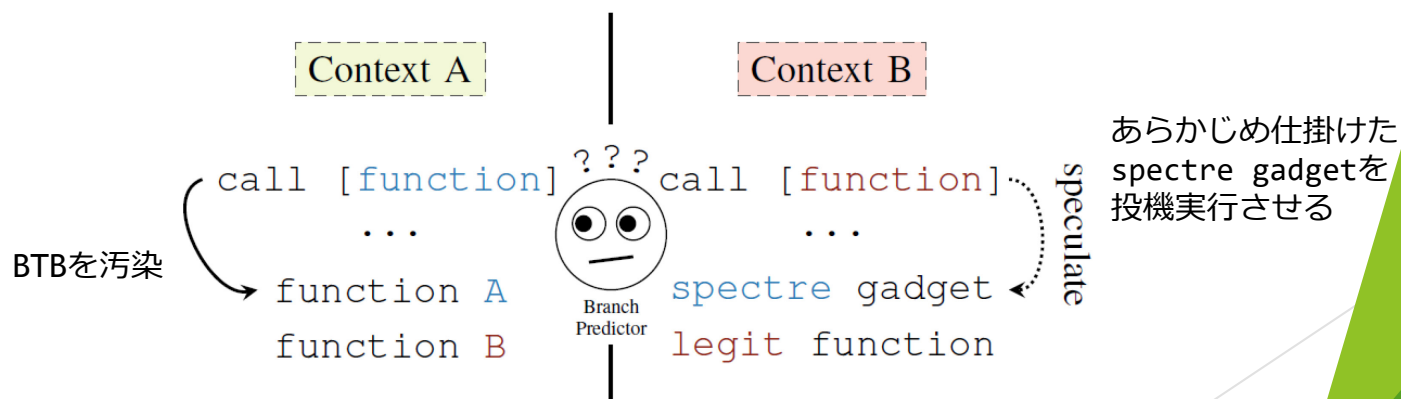 Context A
Context B
call [function]
...
BTBを汚染
function A
function B
? ? ?
Branch
Predictor
call [function]
...
spectre gadget
legit function
speculate
あらかじめ仕掛けた
spectre gadgetを
投機実行させる